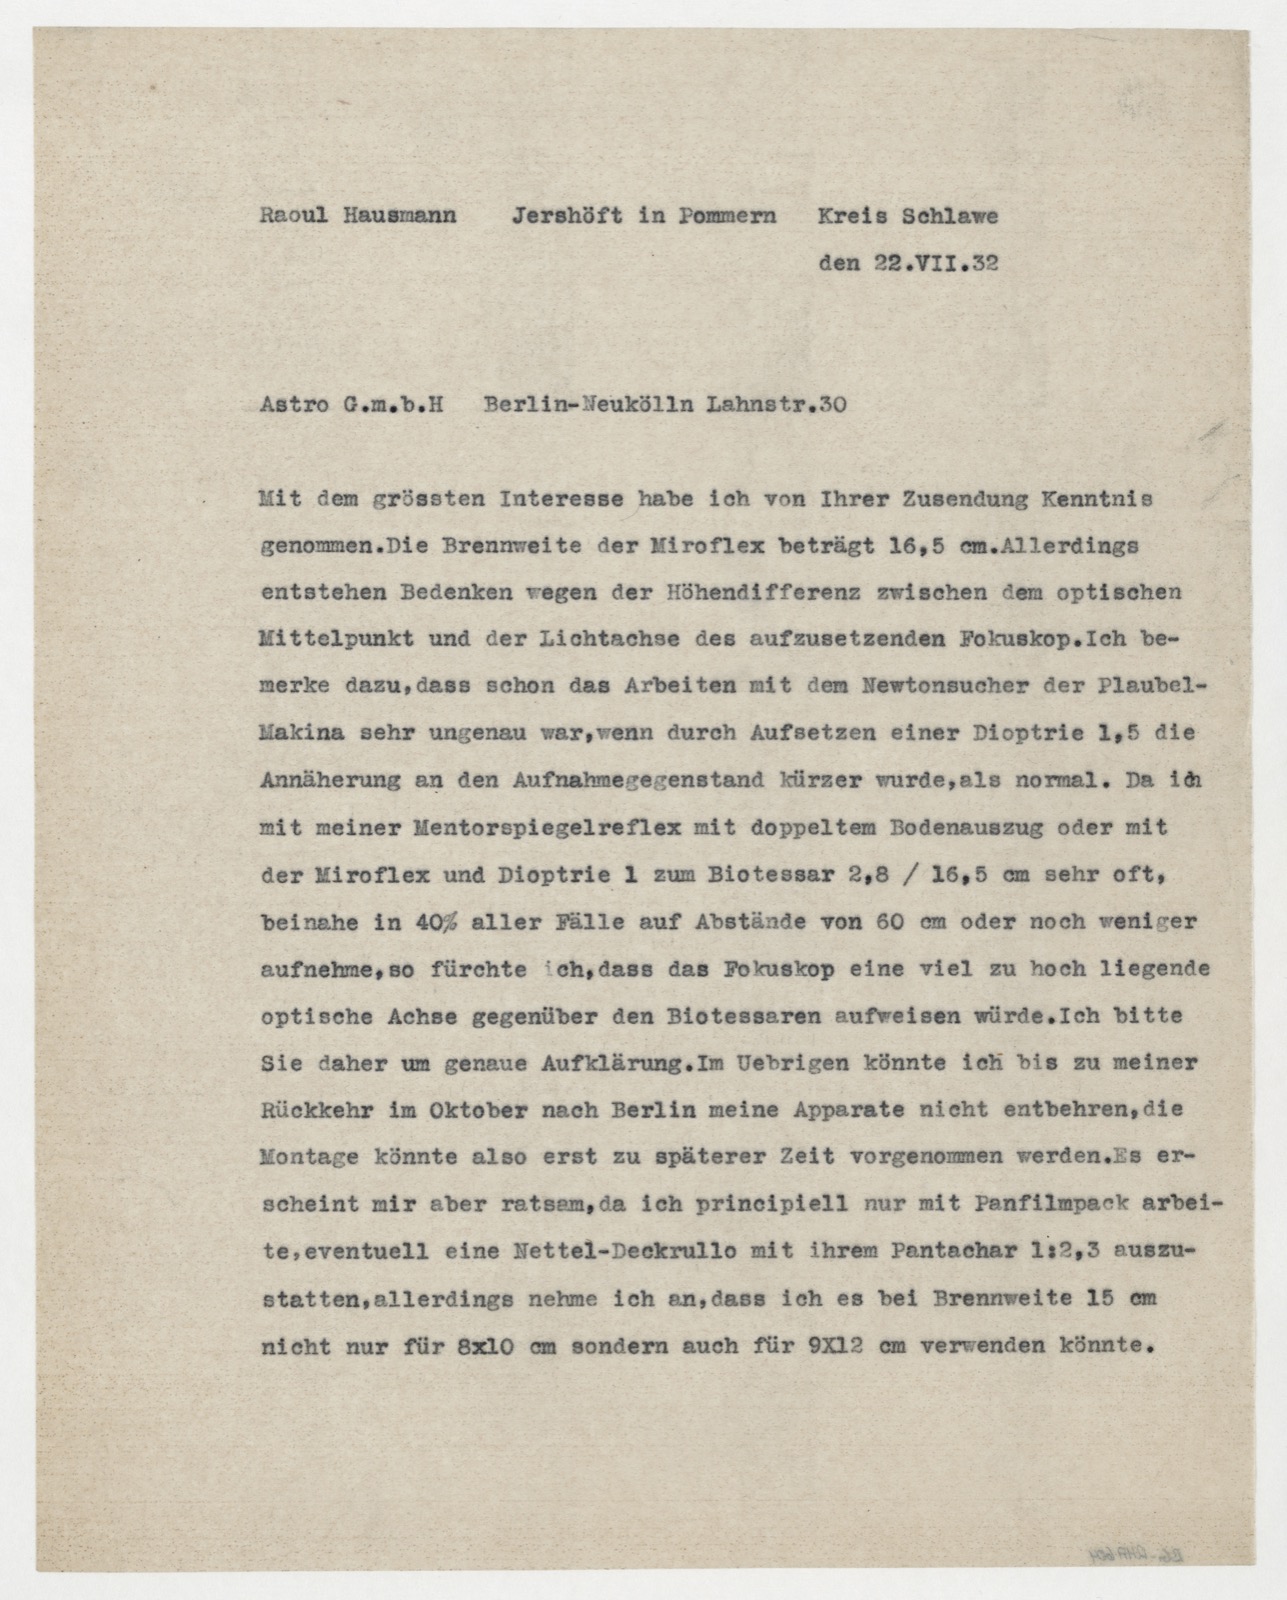 Raoul Hausmann Jershöft in Pommern Kreis Schlawe
den 22.VII.32
Astro G.m.b.H Berlin-Neukölln Lahnstr.30
Mit dem grössten Interesse habe ich von Ihrer Zusendung Kenntnis
genommen.Die Brennweite der Miroflex beträgt 16,5 cm.Allerdings
entstehen Bedenken wegen der Höhendifferenz zwischen dem optischen
Mittelpunkt und der Lichtachse des aufzusetzenden Fokuskop.Ich be-
merke dazu,dass schon das Arbeiten mit dem Newtonsucher der Plaubel-
Makina sehr ungenau war,wenn durch Aufsetzen einer Dioptrie 1,5 die
Annäherung an den Aufnahmegegenstand kürzer wurde,als normal. Da ich
mit meiner Mentorspiegelreflex mit doppeltem Bodenauszug oder mit
der Miroflex und Dioptrie 1 zum Biotessar 2,8 / 16,5 cm sehr oft,
beinahe in 40% aller Fälle auf Abstände von 60 cm oder noch weniger
aufnehme,so fürchte ich,dass das Fokuskop eine viel zu hoch liegende
optische Achse gegenüber den Biotessaren aufweisen würde.Ich bitte
Sie daher um genaue Aufklärung.Im Uebrigen könnte ich bis zu meiner
Rückkehr im Oktober nach Berlin meine Apparate nicht entbehren,die
Montage könnte also erst zu späterer Zeit vorgenommen werden.Es er-
scheint mir aber ratsam,da ich principiell nur mit Panfilmpack arbei-
te,eventuell eine Nettel-Deckrullo mit ihrem Pantachar 1:2,3 auszu-
statten,allerdings nehme ich an,dass ich es bei Brennweite 15 cm
nicht nur für 8x10 cm sondern auch für 9X12 cm verwenden könnte.